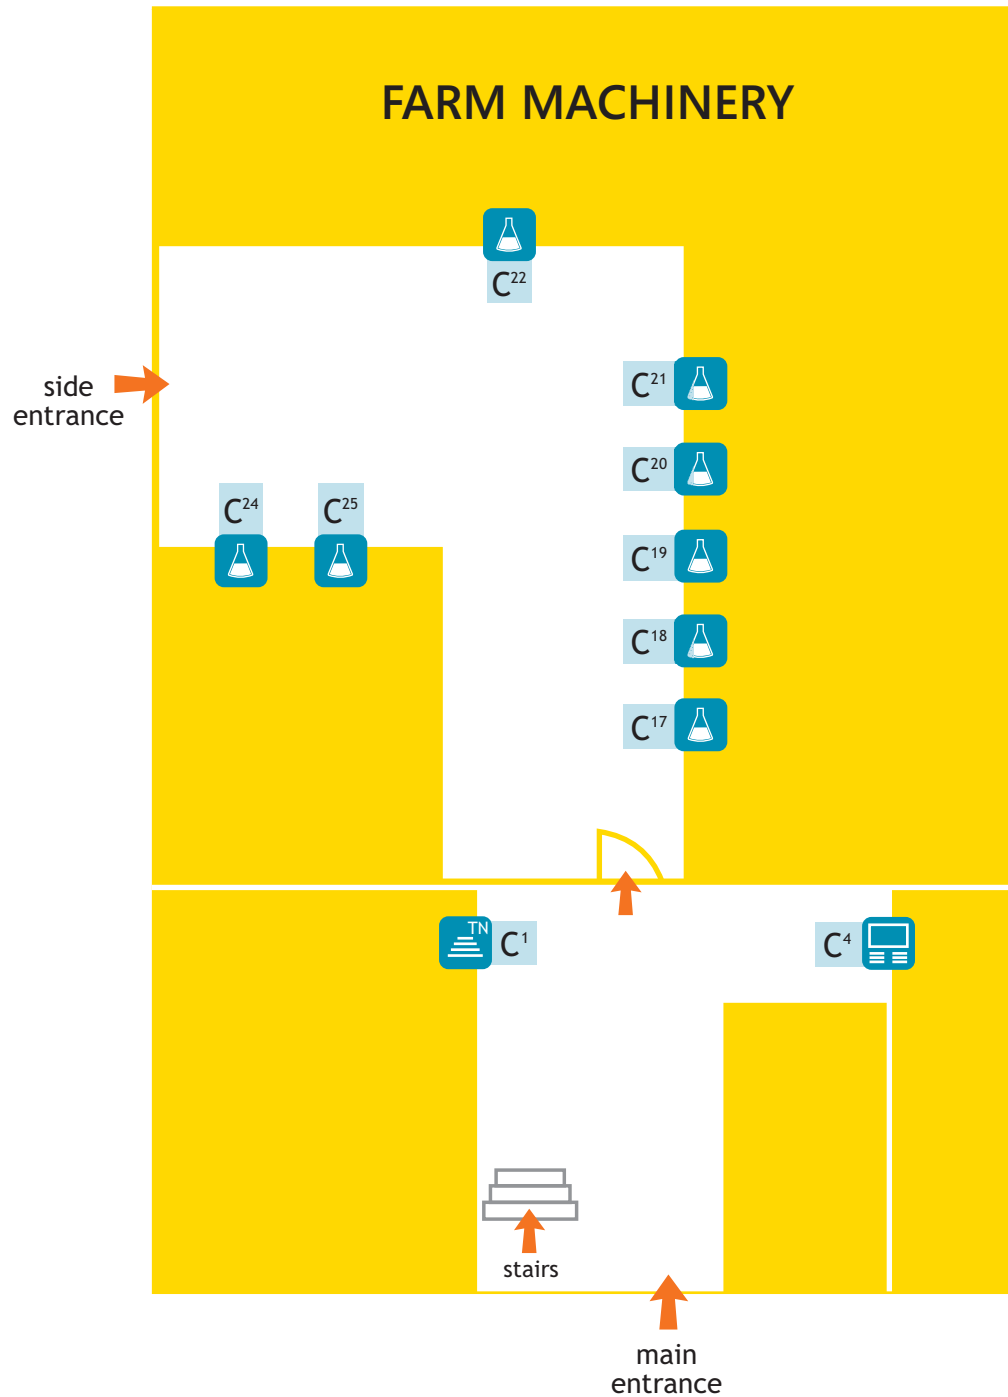 FARM MACHINERY
C²²
side
entrance
C²¹
C²⁰
C²⁴
C²⁵
C¹⁹
C¹⁸
C¹⁷
TN
C¹
C⁴
stairs
main
entrance